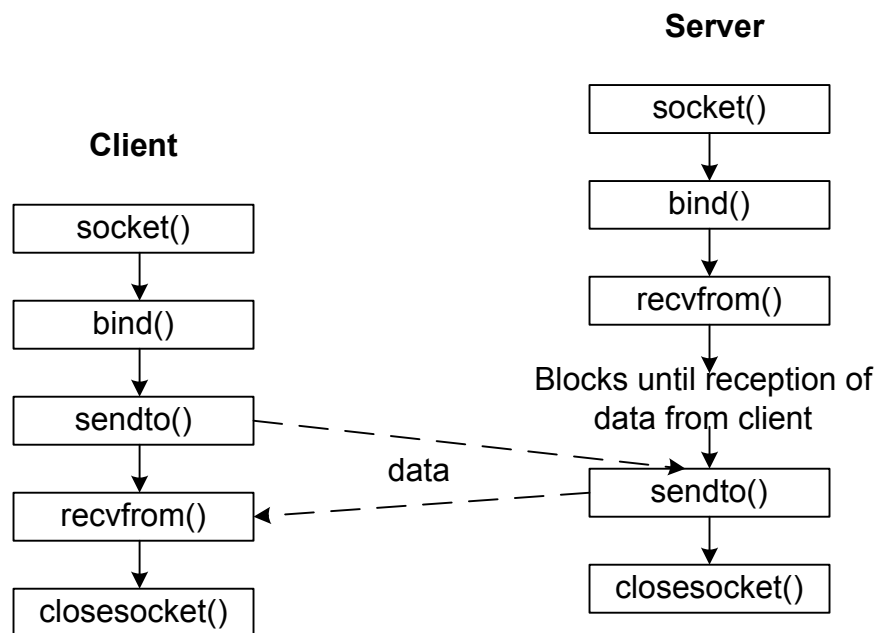 Server
socket()
bind()
recvfrom()
Blocks until reception of
data from client
sendto()
closesocket()
Client
socket()
bind()
sendto()
recvfrom()
closesocket()
data